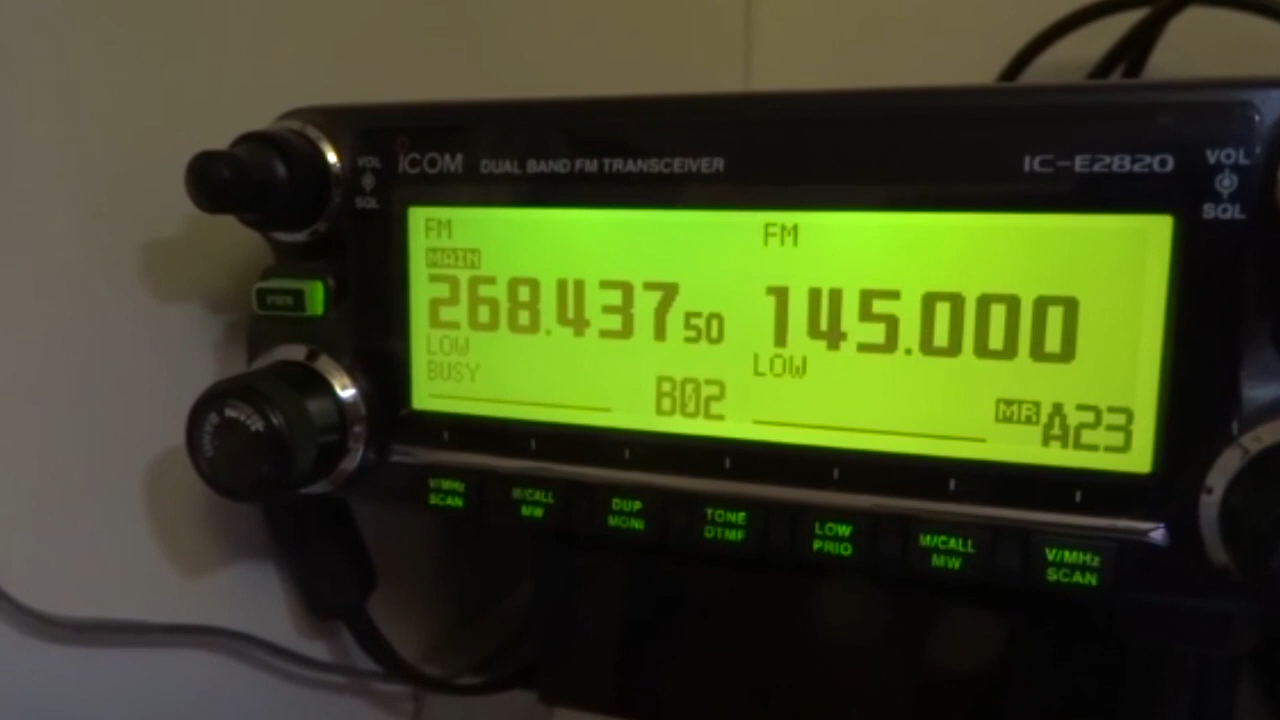 VOL
SQL
ICOM DUAL BAND FM TRANSCEIVER IC-E2820
VOL
SQL
FM
MAIN
268.43750
LOW
BUSY
B02
FM
145.000
LOW
MR A23
PWR
V/MHz
SCAN
M/CALL
MW
DUP
MONI
TONE
DTMF
LOW
PRIO
M/CALL
MW
V/MHz
SCAN